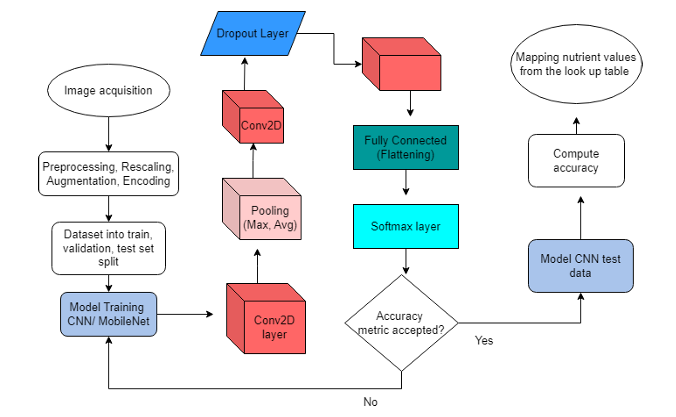 Image acquisition
Preprocessing, Rescaling,
Augmentation, Encoding
Dataset into train,
validation, test set
split
Model Training
CNN/ MobileNet
Conv2D
layer
Pooling
(Max, Avg)
Conv2D
Dropout Layer
Fully Connected
(Flattening)
Softmax layer
Accuracy
metric accepted?
No
Yes
Model CNN test
data
Compute
accuracy
Mapping nutrient values
from the look up table